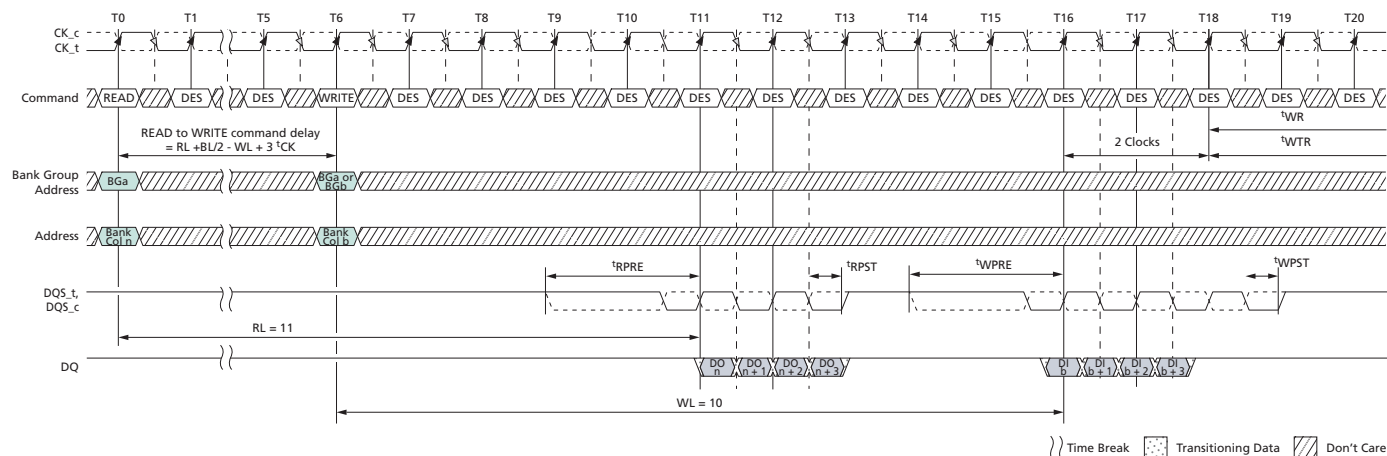 T0 T1 T5 T6 T7 T8 T9 T10 T11 T12 T13 T14 T15 T16 T17 T18 T19 T20
CK_c
CK_t
Command READ DES DES WRITE DES DES DES DES DES DES DES DES DES DES DES DES DES DES
tWR
READ to WRITE command delay
= RL +BL/2 - WL + 3 tCK
2 Clocks
tWTR
Bank Group
Address
BGa
BGa or
BGb
Address
Bank
Col n
Bank
Col b
tRPRE tRPST tWPRE tWPST
DQS_t,
DQS_c
RL = 11
DQ
DO
n
DO
n + 1
DO
n + 2
DO
n + 3
DI
b
DI
b + 1
DI
b + 2
DI
b + 3
WL = 10
Time Break Transitioning Data Don't Care